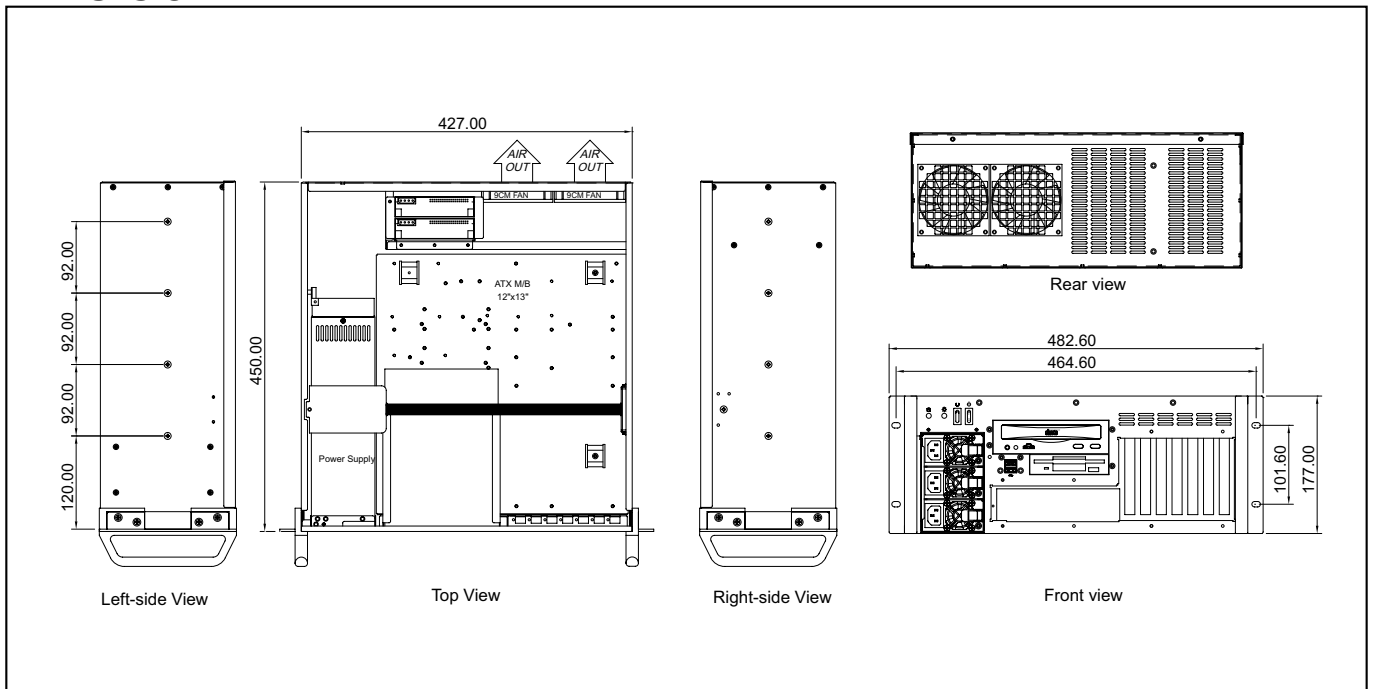 427.00
AIR
OUT
AIR
OUT
9CM FAN
9CM FAN
92.00
92.00
92.00
120.00
450.00
ATX M/B
12"x13"
Power Supply
Rear view
482.60
464.60
101.60
177.00
Left-side View
Top View
Right-side View
Front view